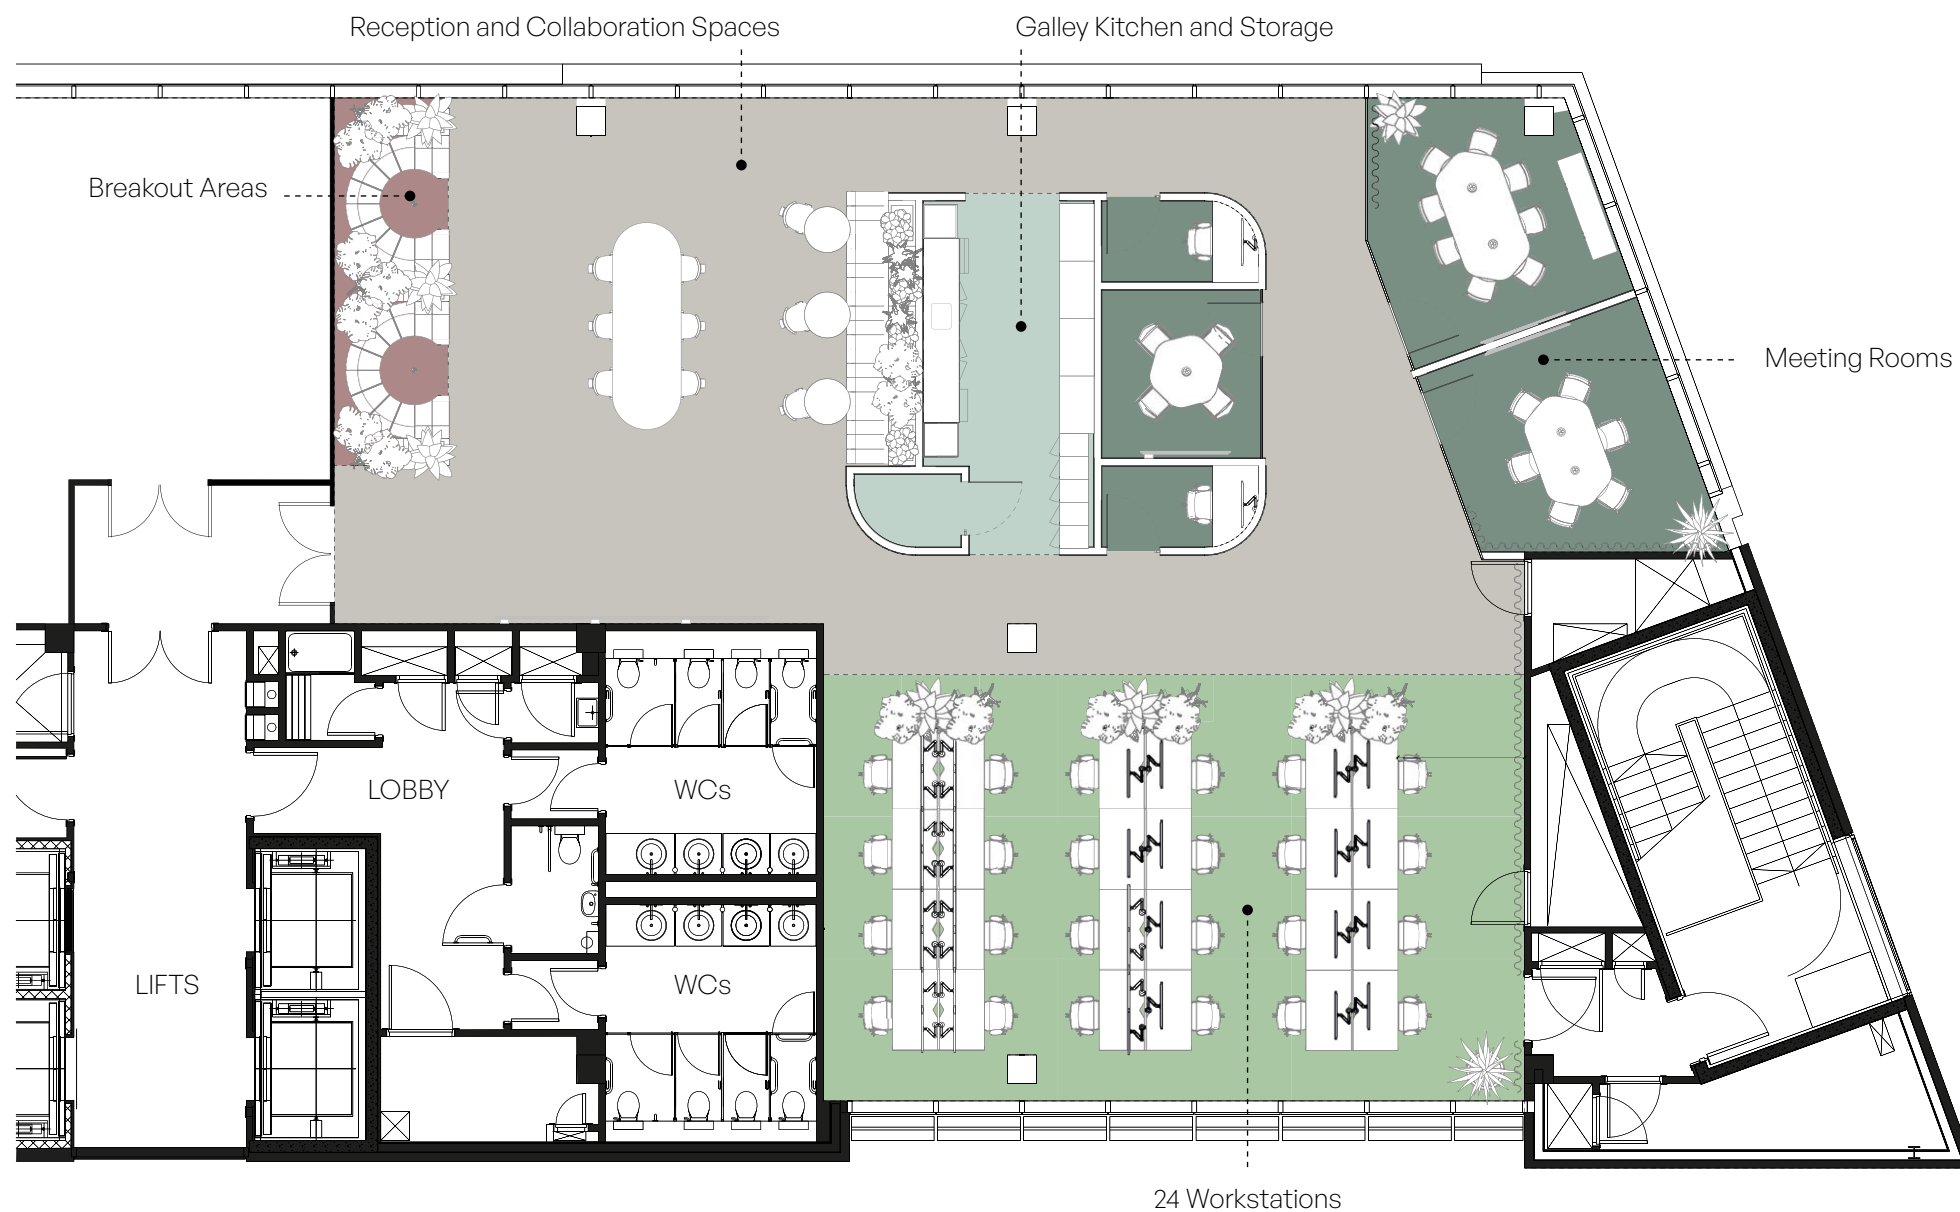 Reception and Collaboration Spaces
Galley Kitchen and Storage
Breakout Areas
Meeting Rooms
LOBBY
WCs
LIFTS
WCs
24 Workstations